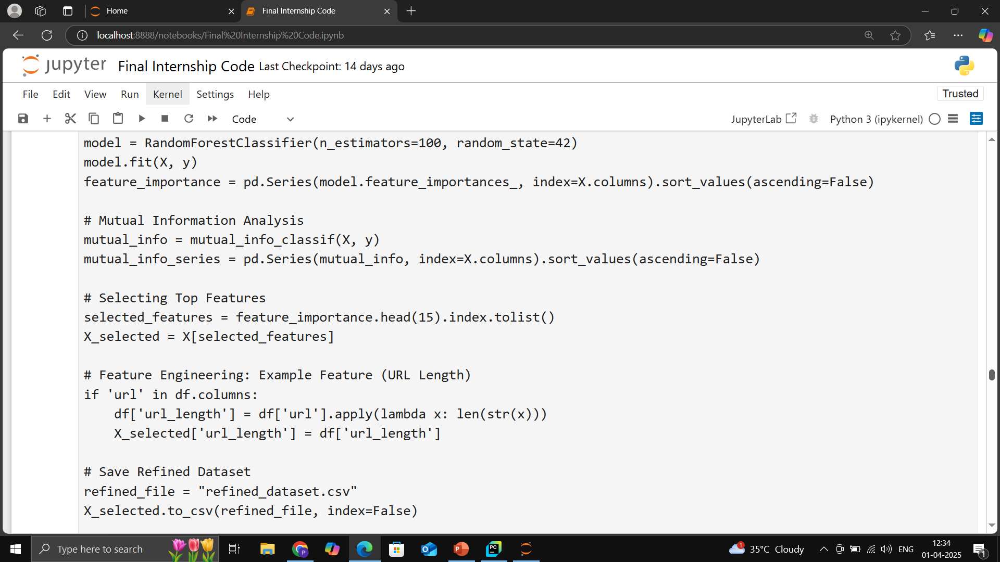 Home
Final Internship Code
localhost:8888/notebooks/Final%20Internship%20Code.ipynb
jupyter Final Internship Code Last Checkpoint: 14 days ago
File Edit View Run Kernel Settings Help
Trusted
Code
JupyterLab
Python 3 (ipykernel)
model = RandomForestClassifier(n_estimators=100, random_state=42)
model.fit(X, y)
feature_importance = pd.Series(model.feature_importances_, index=X.columns).sort_values(ascending=False)
# Mutual Information Analysis
mutual_info = mutual_info_classif(X, y)
mutual_info_series = pd.Series(mutual_info, index=X.columns).sort_values(ascending=False)
# Selecting Top Features
selected_features = feature_importance.head(15).index.tolist()
X_selected = X[selected_features]
# Feature Engineering: Example Feature (URL Length)
if 'url' in df.columns:
    df['url_length'] = df['url'].apply(lambda x: len(str(x)))
    X_selected['url_length'] = df['url_length']
# Save Refined Dataset
refined_file = "refined_dataset.csv"
X_selected.to_csv(refined_file, index=False)
Type here to search
P
O
P
PC
1
35°C Cloudy
ENG
12:34
01-04-2025
1